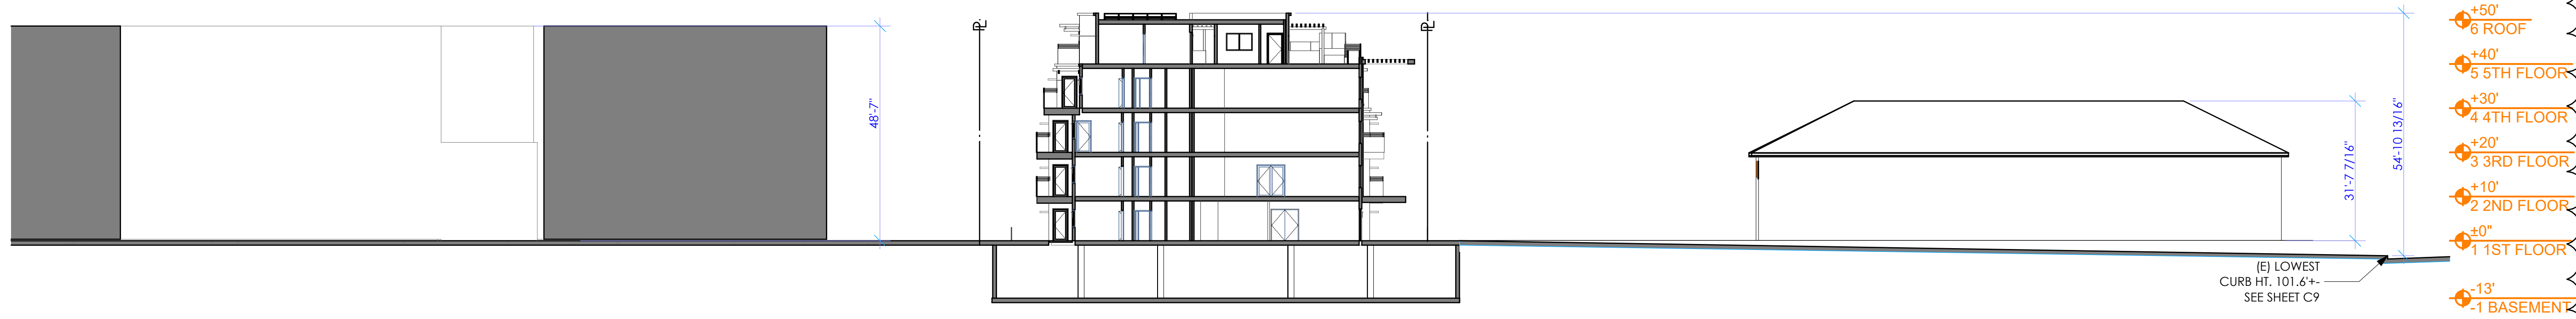 48'-7"
PL
PL
31'-7 7/16"
54'-10 13/16"
(E) LOWEST
CURB HT. 101.6'+-
SEE SHEET C9
+50'
6 ROOF
+40'
5 5TH FLOOR
+30'
4 4TH FLOOR
+20'
3 3RD FLOOR
+10'
2 2ND FLOOR
±0"
1 1ST FLOOR
-13'
-1 BASEMENT